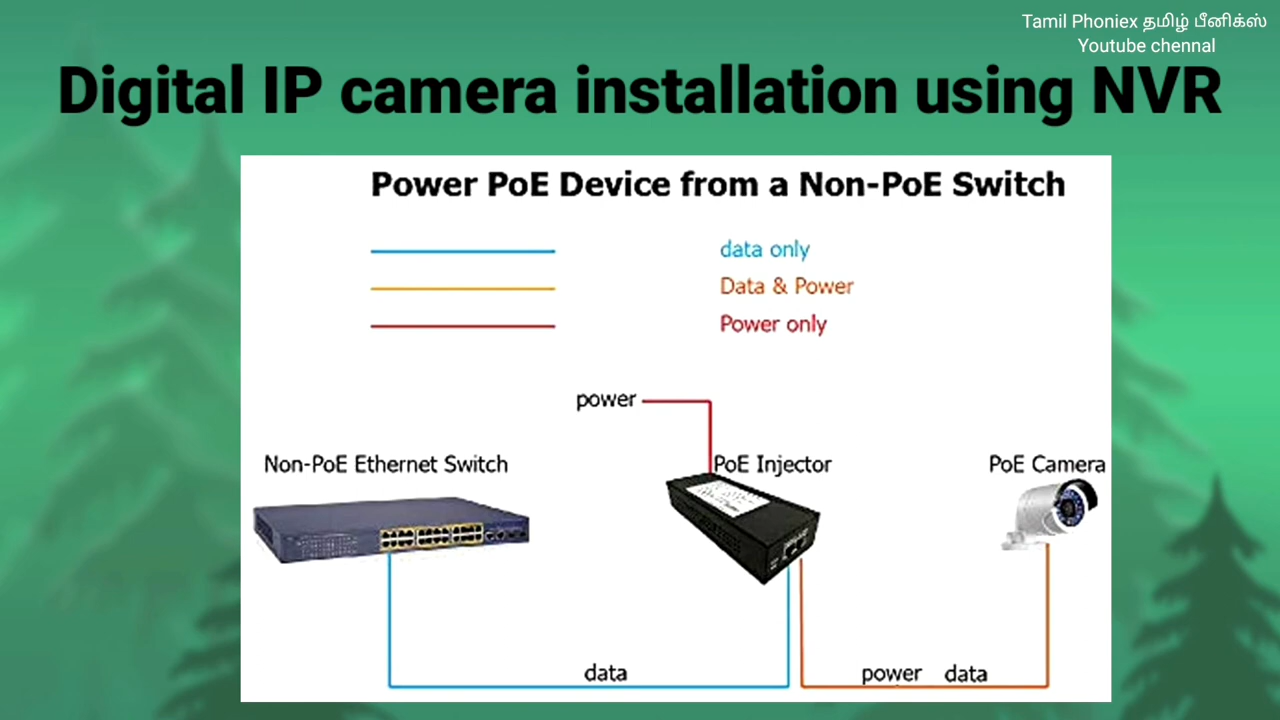 Tamil Phoniex தமிழ் பீனிக்ஸ்
Youtube chennal
Digital IP camera installation using NVR
Power PoE Device from a Non-PoE Switch
data only
Data & Power
Power only
power
Non-PoE Ethernet Switch
PoE Injector
PoE Camera
data
power data